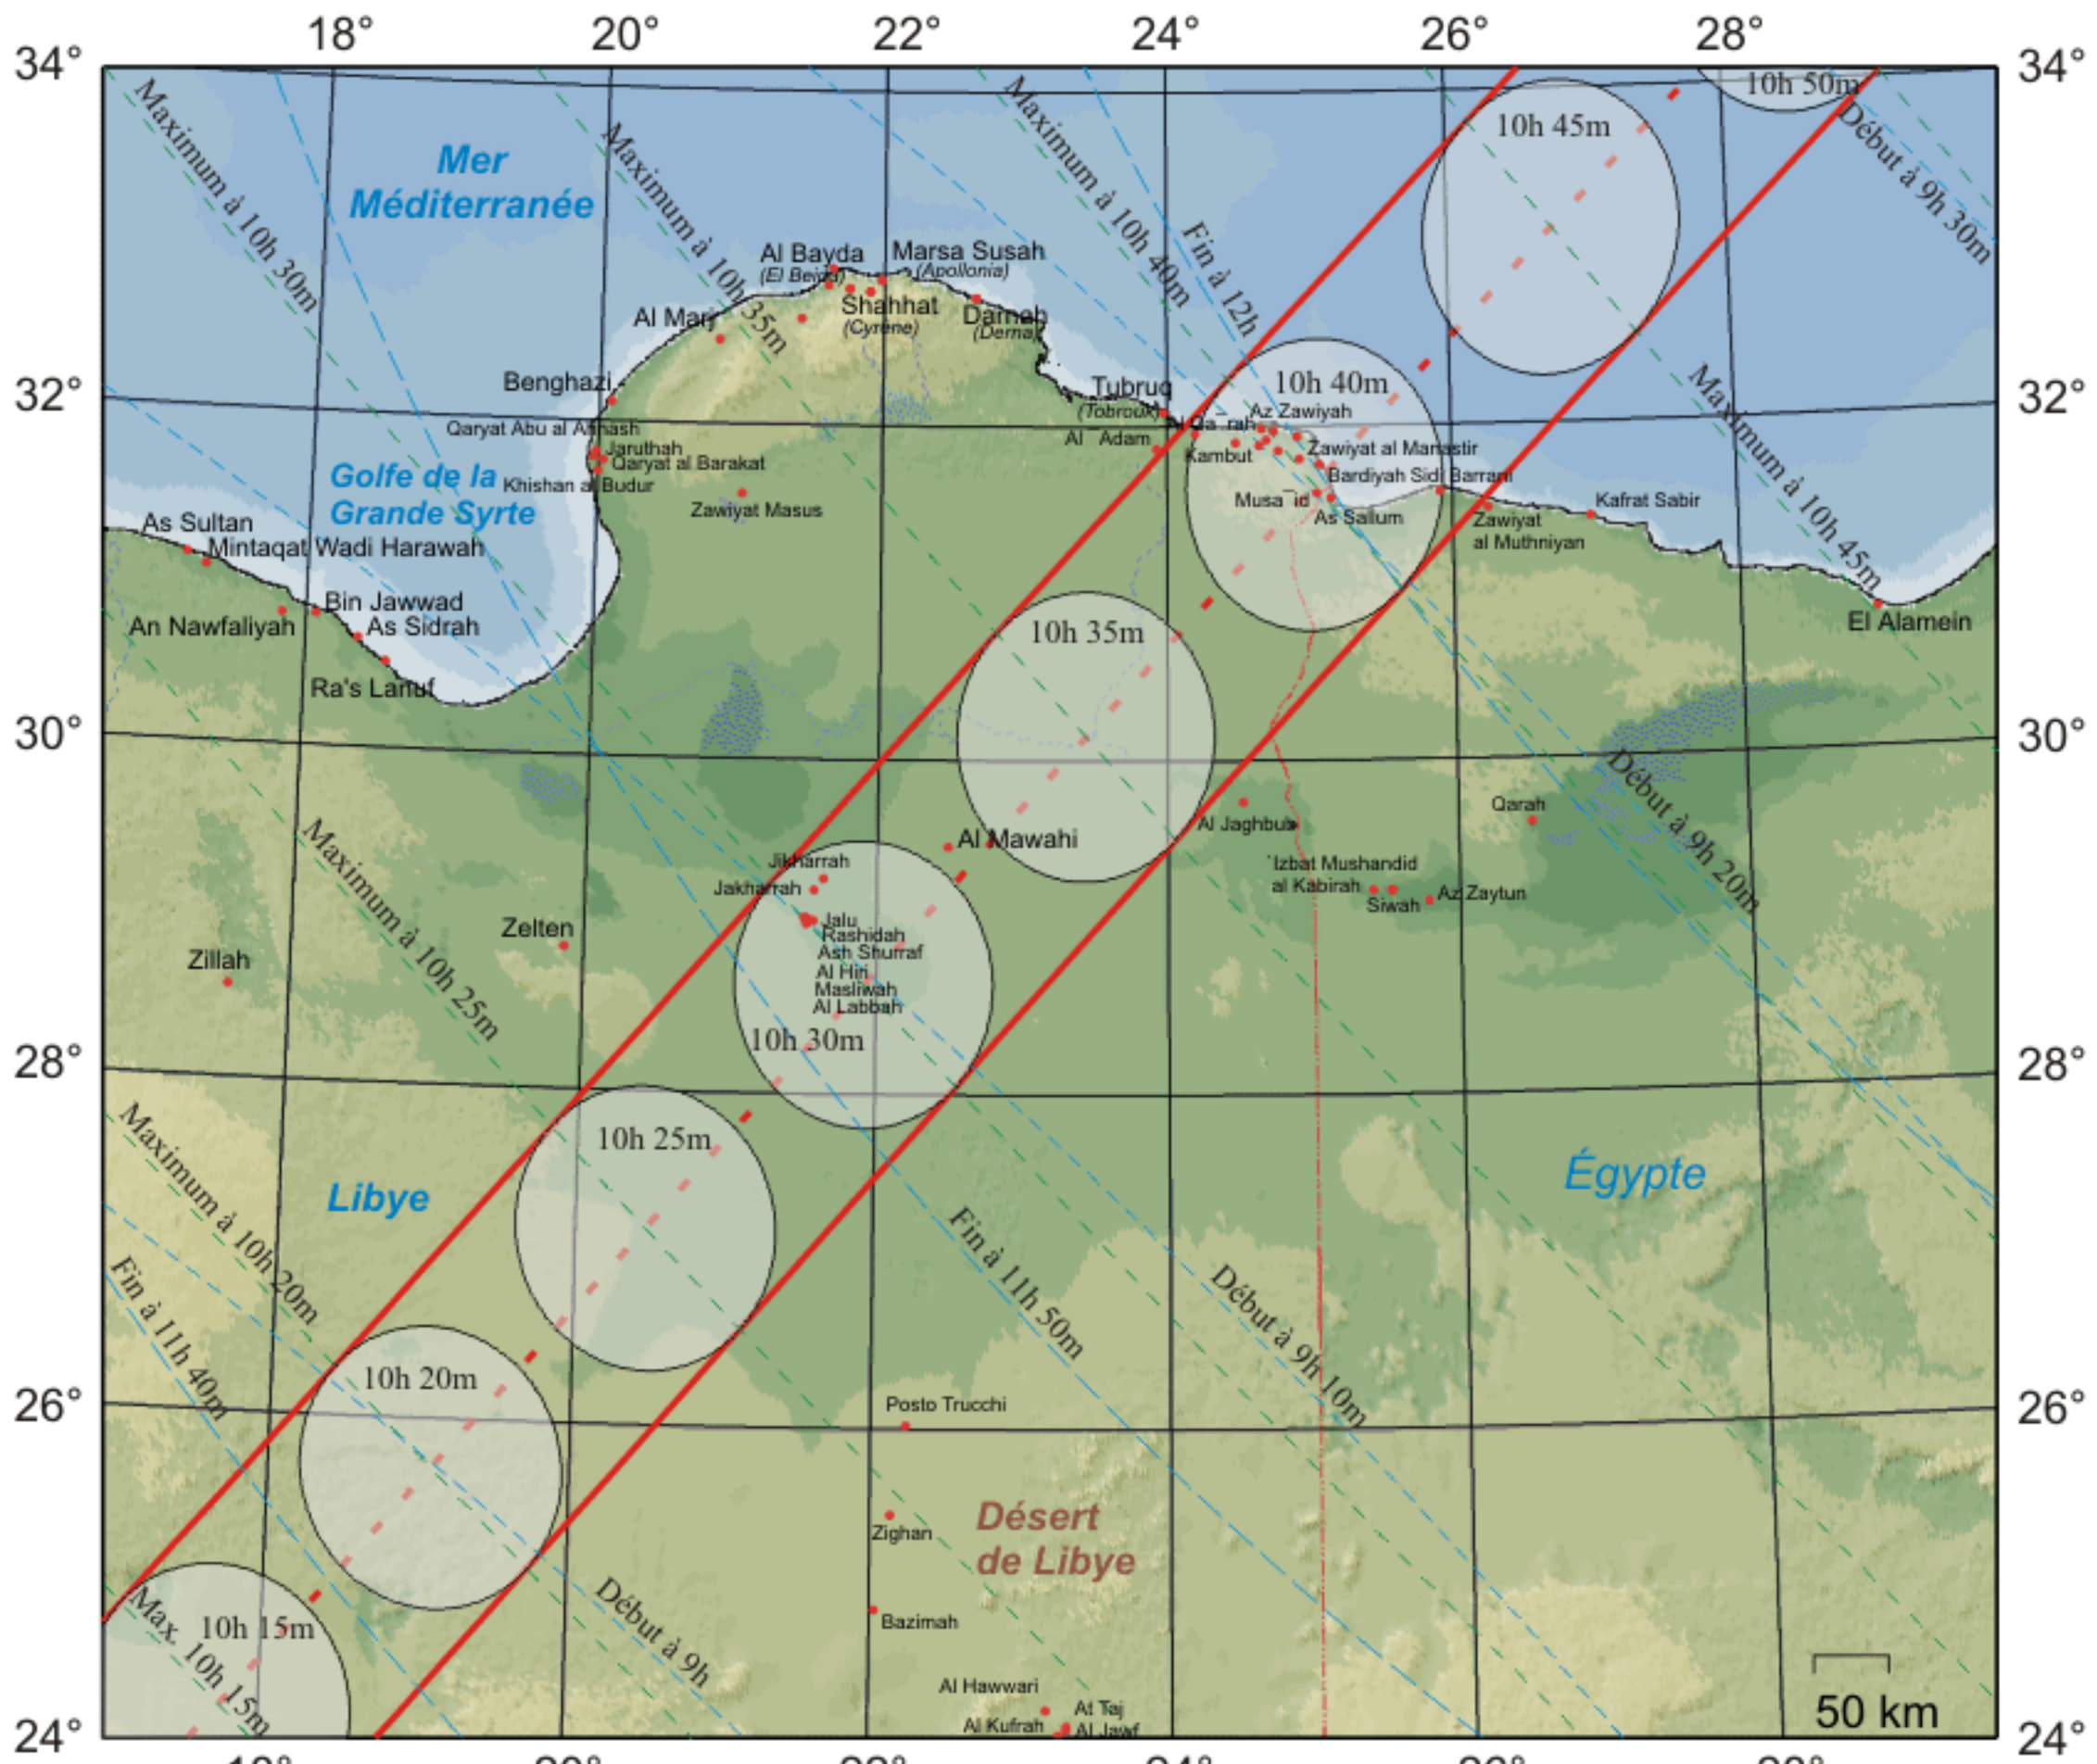 18°
20°
22°
24°
26°
28°
34°
34°
10h 50m
Maximum à 10h 30m
Maximum à 10h 35m
Maximum à 10h 40m
10h 45m
Début à 9h 30m
Mer
Méditerranée
Fin à 12h
Al Bayda
(El Beida)
Marsa Susah
(Apollonia)
Shahhat
(Cyrène)
Darnah
(Derna)
Al Marj
Benghazi
32°
32°
Tubruq
(Tobrouk)
10h 40m
Az Zawiyah
Al Adam
Kambut
Zawiyat al Manastir
Bardiyah
Sidi Barrani
Musa¯id
As Sallum
Zawiyat
al Muthniyan
Kafrat Sabir
Maximum à 10h 45m
El Alamein
Qaryat Abu al Ahnash
Jaruthah
Qaryat al Barakat
Khishan al Budur
Zawiyat Masus
Golfe de la
Grande Syrte
As Sultan
Mintaqat Wadi Harawah
An Nawfaliyah
Bin Jawwad
As Sidrah
Ra's Lanuf
10h 35m
30°
30°
Début à 9h 20m
Al Jaghbub
Qarah
'Izbat Mushandid
al Kabirah
Siwah
Az Zaytun
Al Mawahi
Jikharrah
Jakharrah
Jalu
Rashidah
Ash Shurraf
Al Hiri
Masliwah
Al Labbah
10h 30m
Maximum à 10h 25m
Zelten
Zillah
28°
28°
10h 25m
Maximum à 10h 20m
Libye
Égypte
Fin à 11h 50m
Début à 9h 10m
Fin à 11h 40m
10h 20m
26°
26°
Posto Trucchi
Zighan
Désert
de Libye
Début à 9h
Bazimah
Max. 10h 15m
10h 15m
Al Hawwari
At Taj
Al Kufrah
Al Jawf
50 km
24°
24°